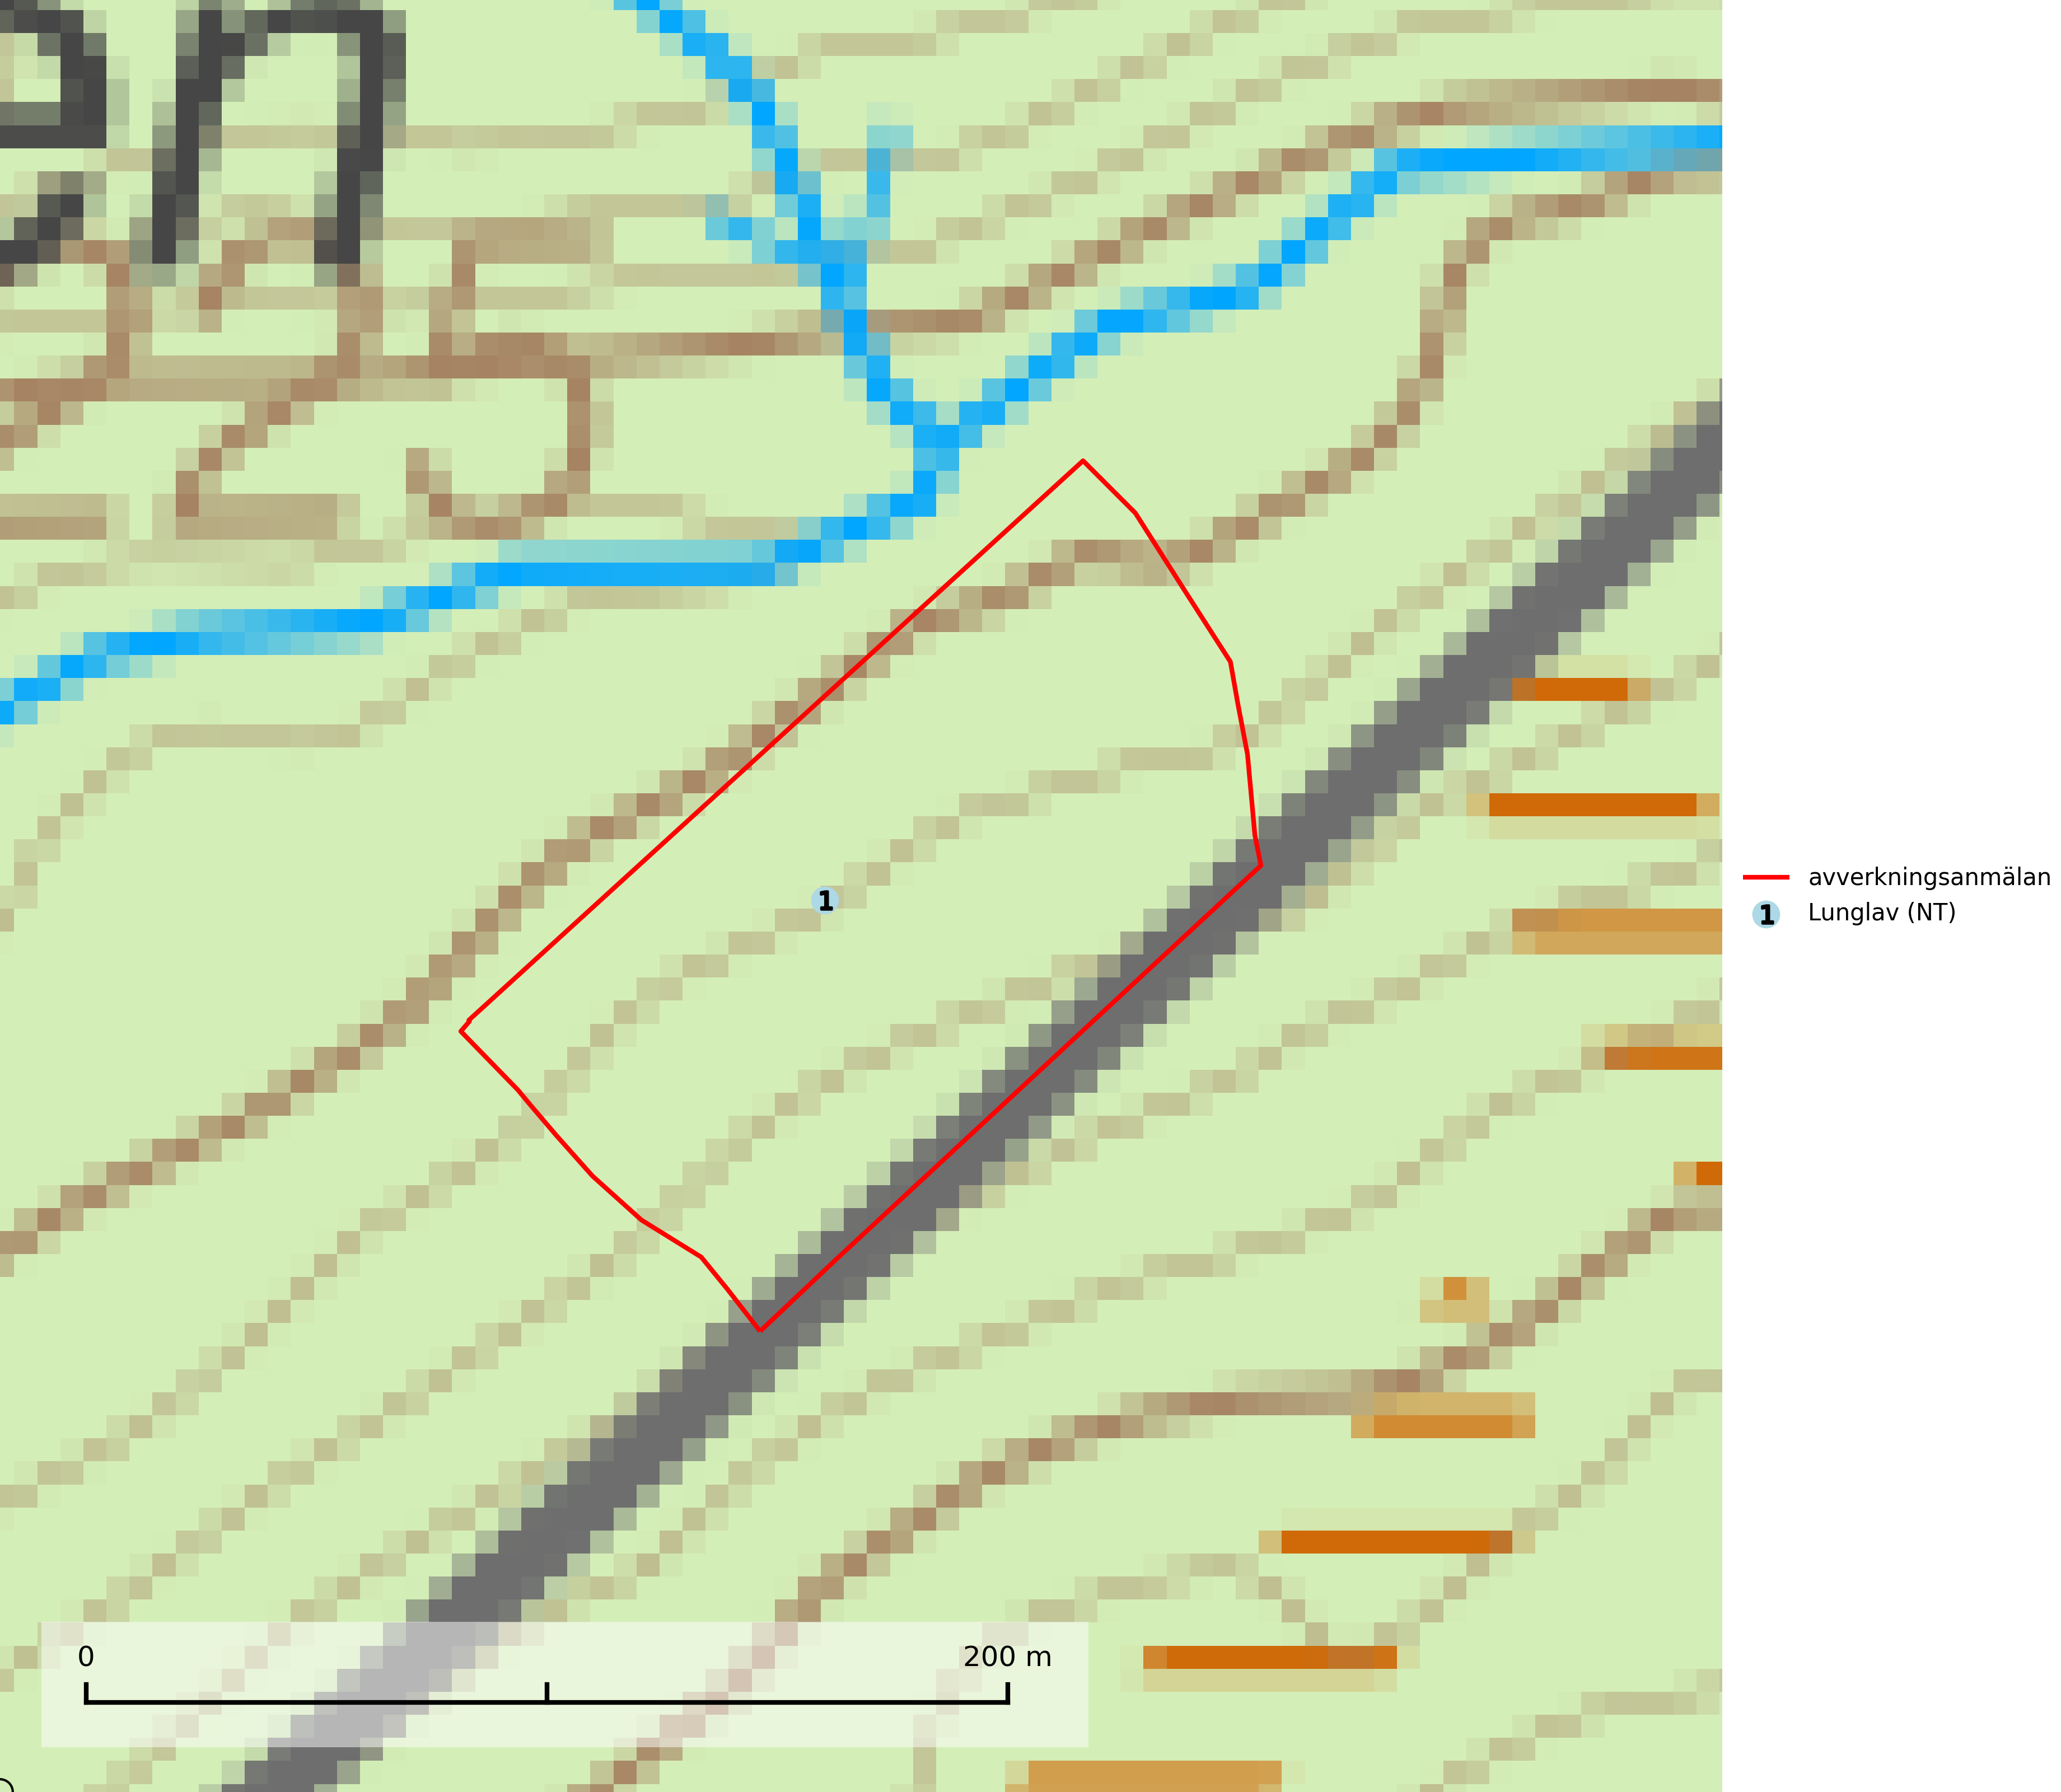 1
avverkningsanmälan
1 Lunglav (NT)
0 200 m